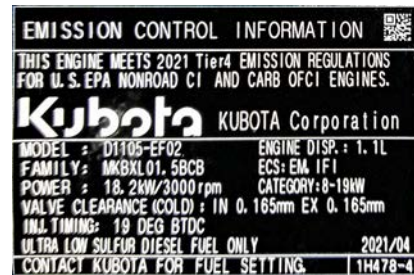 EMISSION CONTROL INFORMATION
THIS ENGINE MEETS 2021 Tier4 EMISSION REGULATIONS
FOR U.S. EPA NONROAD CI AND CARB OFCI ENGINES.
Kubota KUBOTA Corporation
MODEL : D1105-EF02 ENGINE DISP.: 1.1L
FAMILY: MKBXL01.5BCB ECS: EM, IFI
POWER : 18.2kW/3000rpm CATEGORY:8-19kW
VALVE CLEARANCE (COLD) : IN 0.165mm EX 0.165mm
INJ. TIMING: 19 DEG BTDC
ULTRA LOW SULFUR DIESEL FUEL ONLY 2021/04
CONTACT KUBOTA FOR FUEL SETTING. 1H478-4